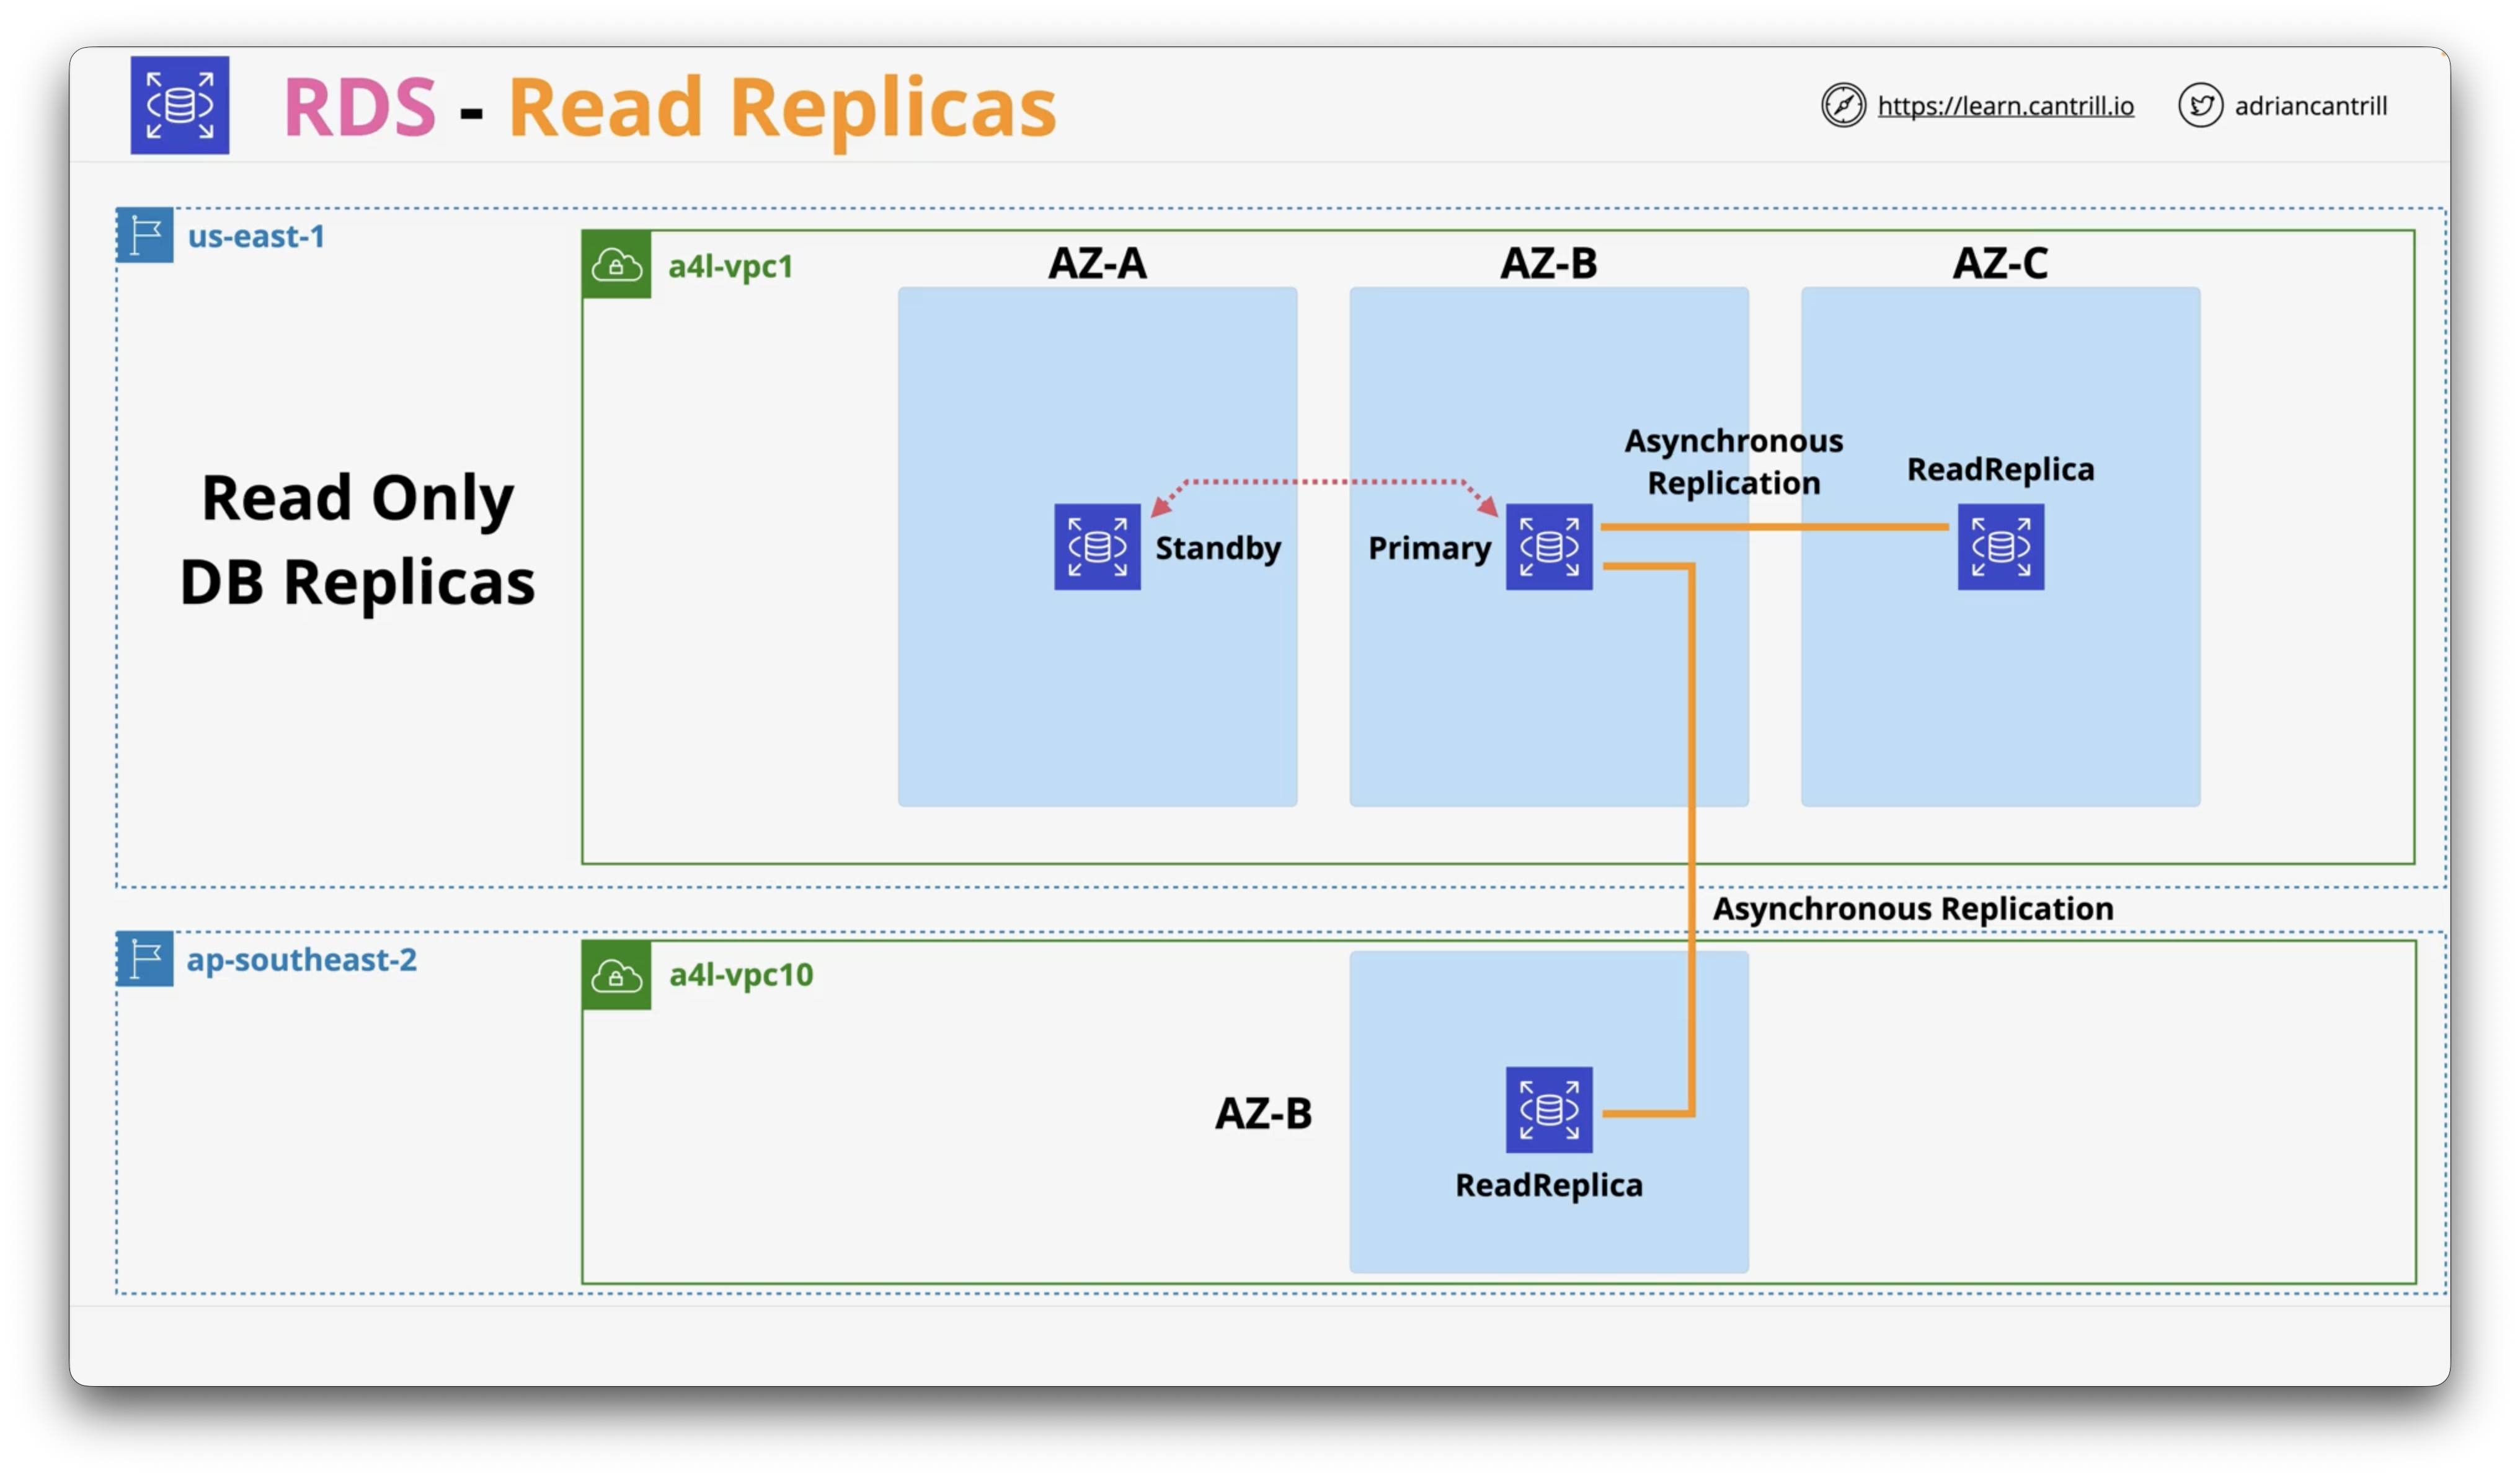 RDS - Read Replicas
https://learn.cantrill.io
adriancantrill
us-east-1
a4l-vpc1
AZ-A
AZ-B
AZ-C
Read Only
DB Replicas
Asynchronous
Replication
ReadReplica
Standby
Primary
Asynchronous Replication
ap-southeast-2
a4l-vpc10
AZ-B
ReadReplica